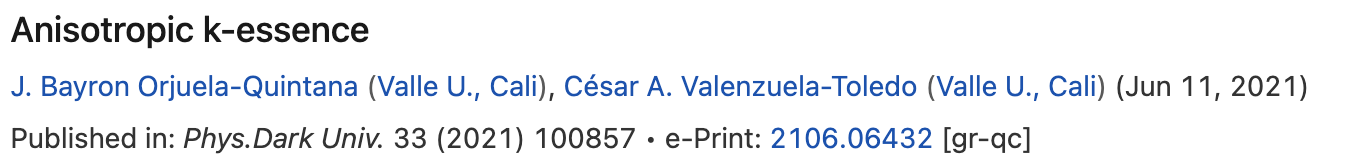 Anisotropic k-essence
J. Bayron Orjuela-Quintana (Valle U., Cali), César A. Valenzuela-Toledo (Valle U., Cali) (Jun 11, 2021)
Published in: Phys.Dark Univ. 33 (2021) 100857 • e-Print: 2106.06432 [gr-qc]